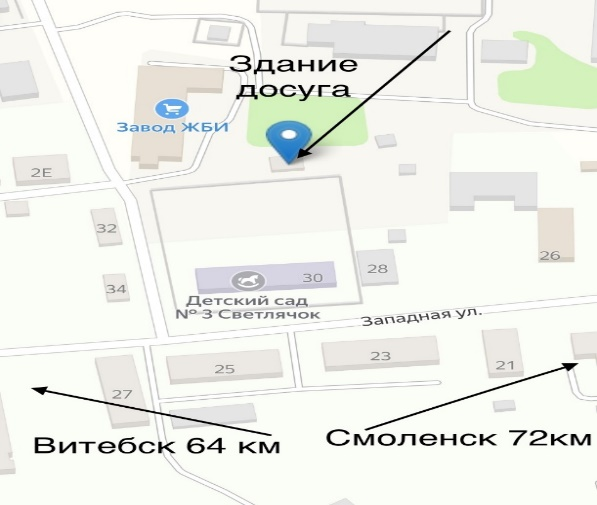 Здание
досуга
Завод ЖБИ
2Е
32
34
30
28
26
Детский сад
№ 3 Светлячок
Западная ул.
27
25
23
21
Витебск 64 км
Смоленск 72км